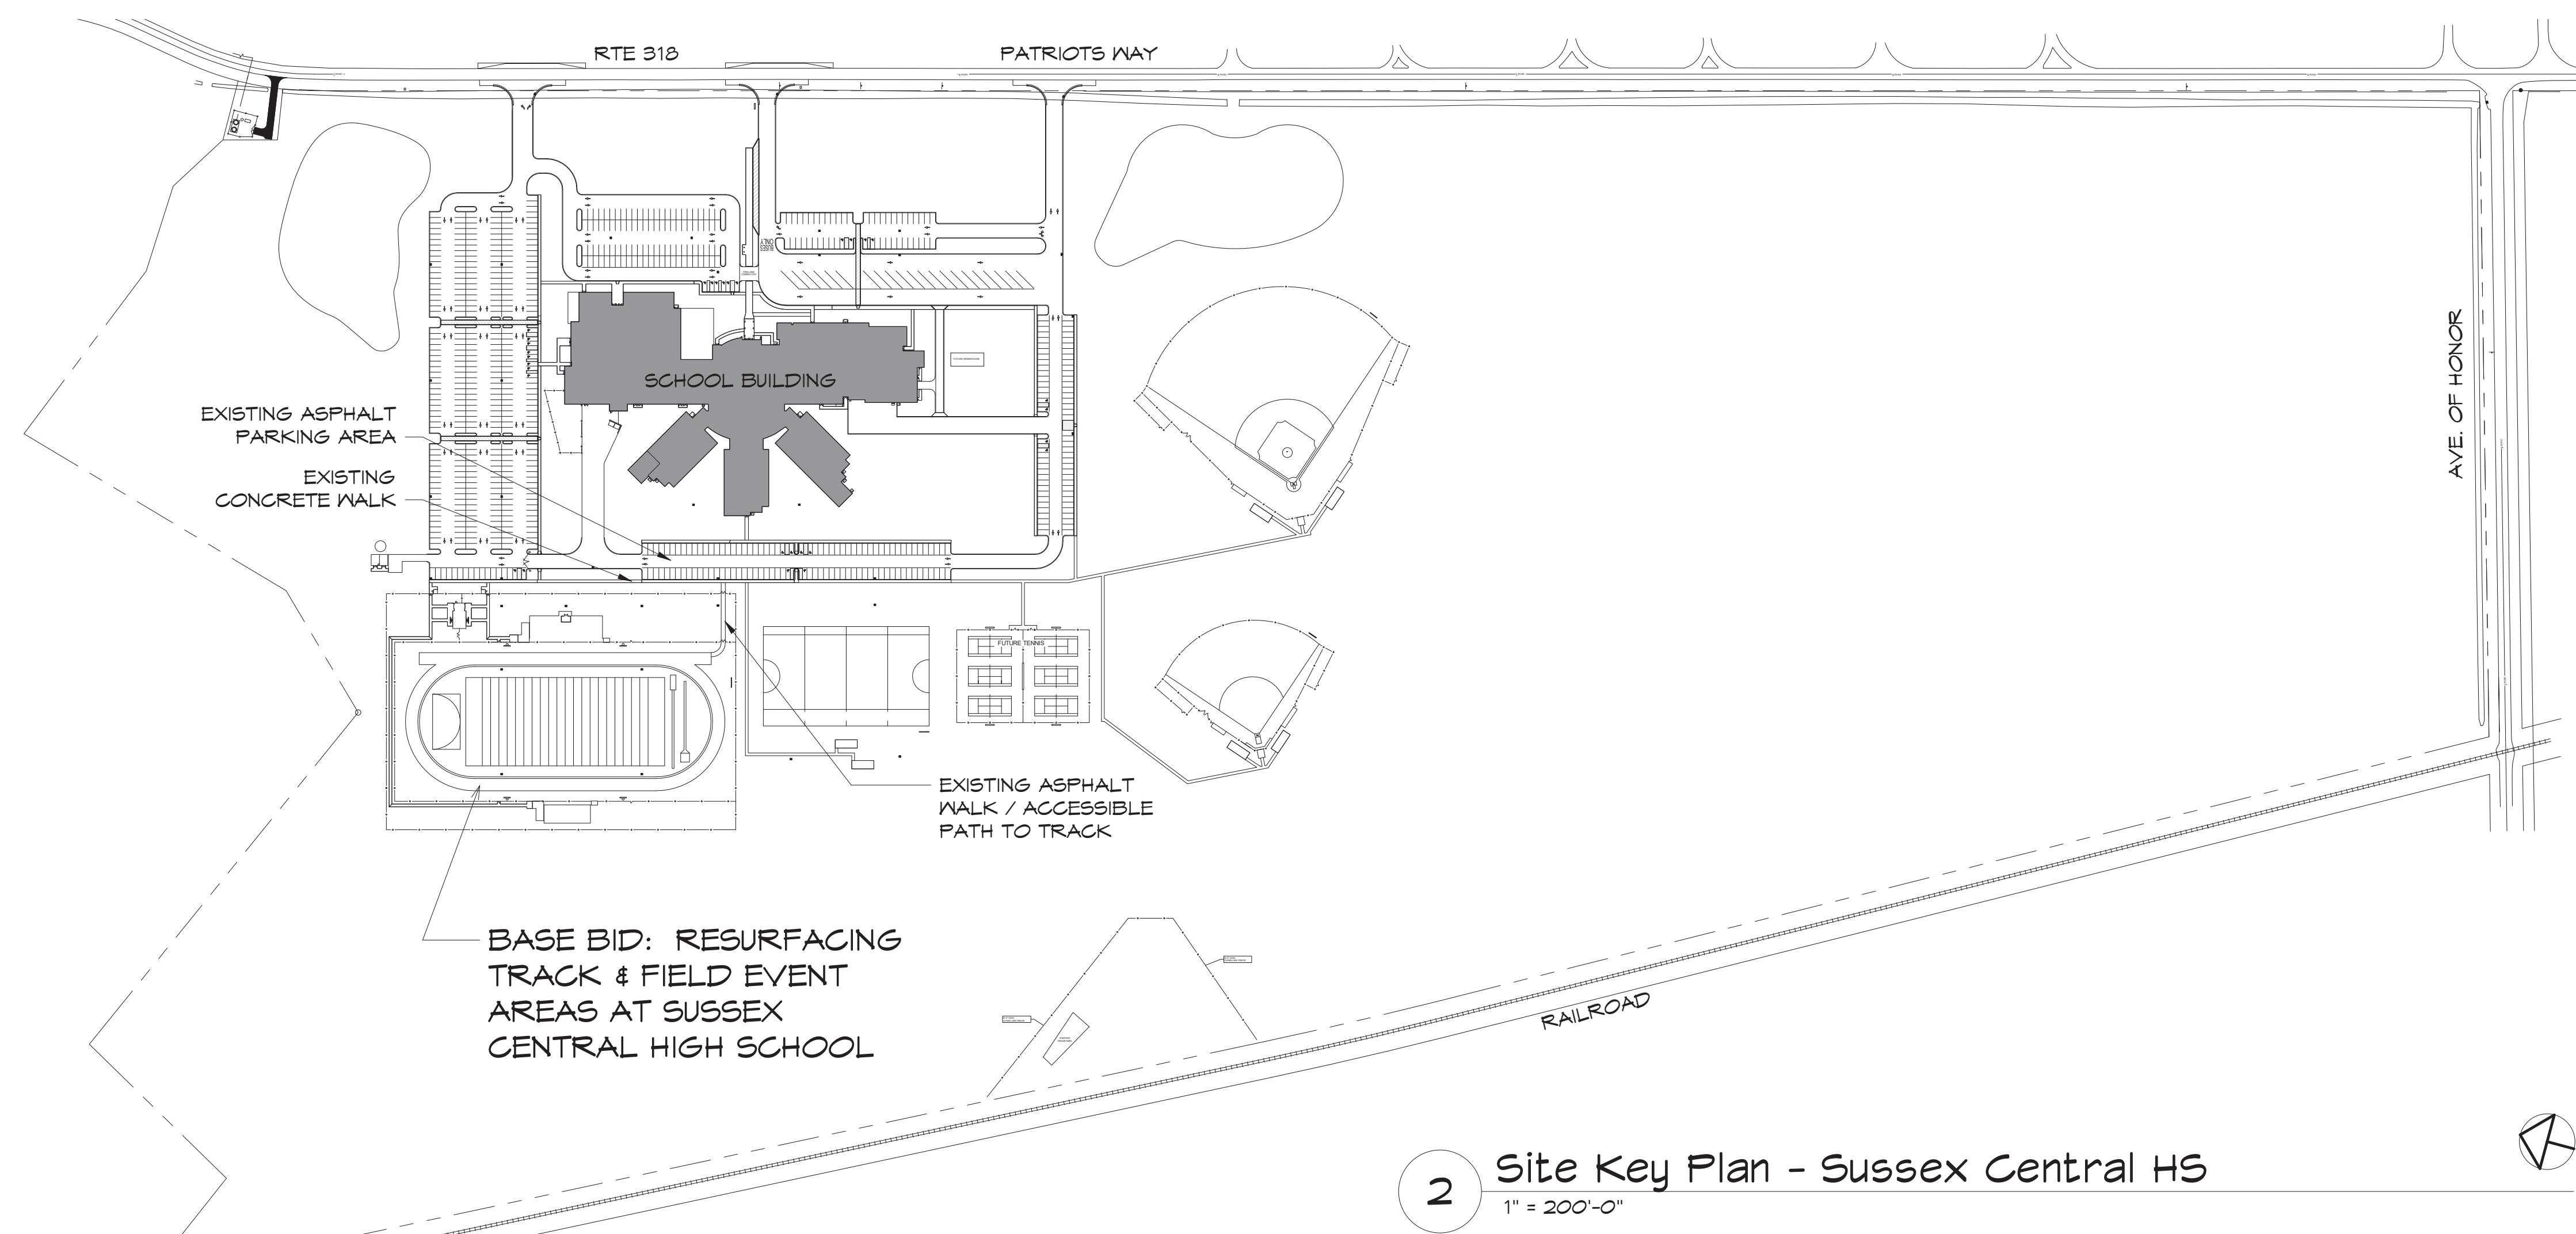 RTE 318
PATRIOTS WAY
BUSES
ONLY
AVE. OF HONOR
SCHOOL BUILDING
EXISTING ASPHALT
PARKING AREA
EXISTING
CONCRETE WALK
FUTURE TENNIS
EXISTING ASPHALT
WALK / ACCESSIBLE
PATH TO TRACK
BASE BID: RESURFACING
TRACK & FIELD EVENT
AREAS AT SUSSEX
CENTRAL HIGH SCHOOL
RAILROAD
2
Site Key Plan - Sussex Central HS
1" = 200'-0"